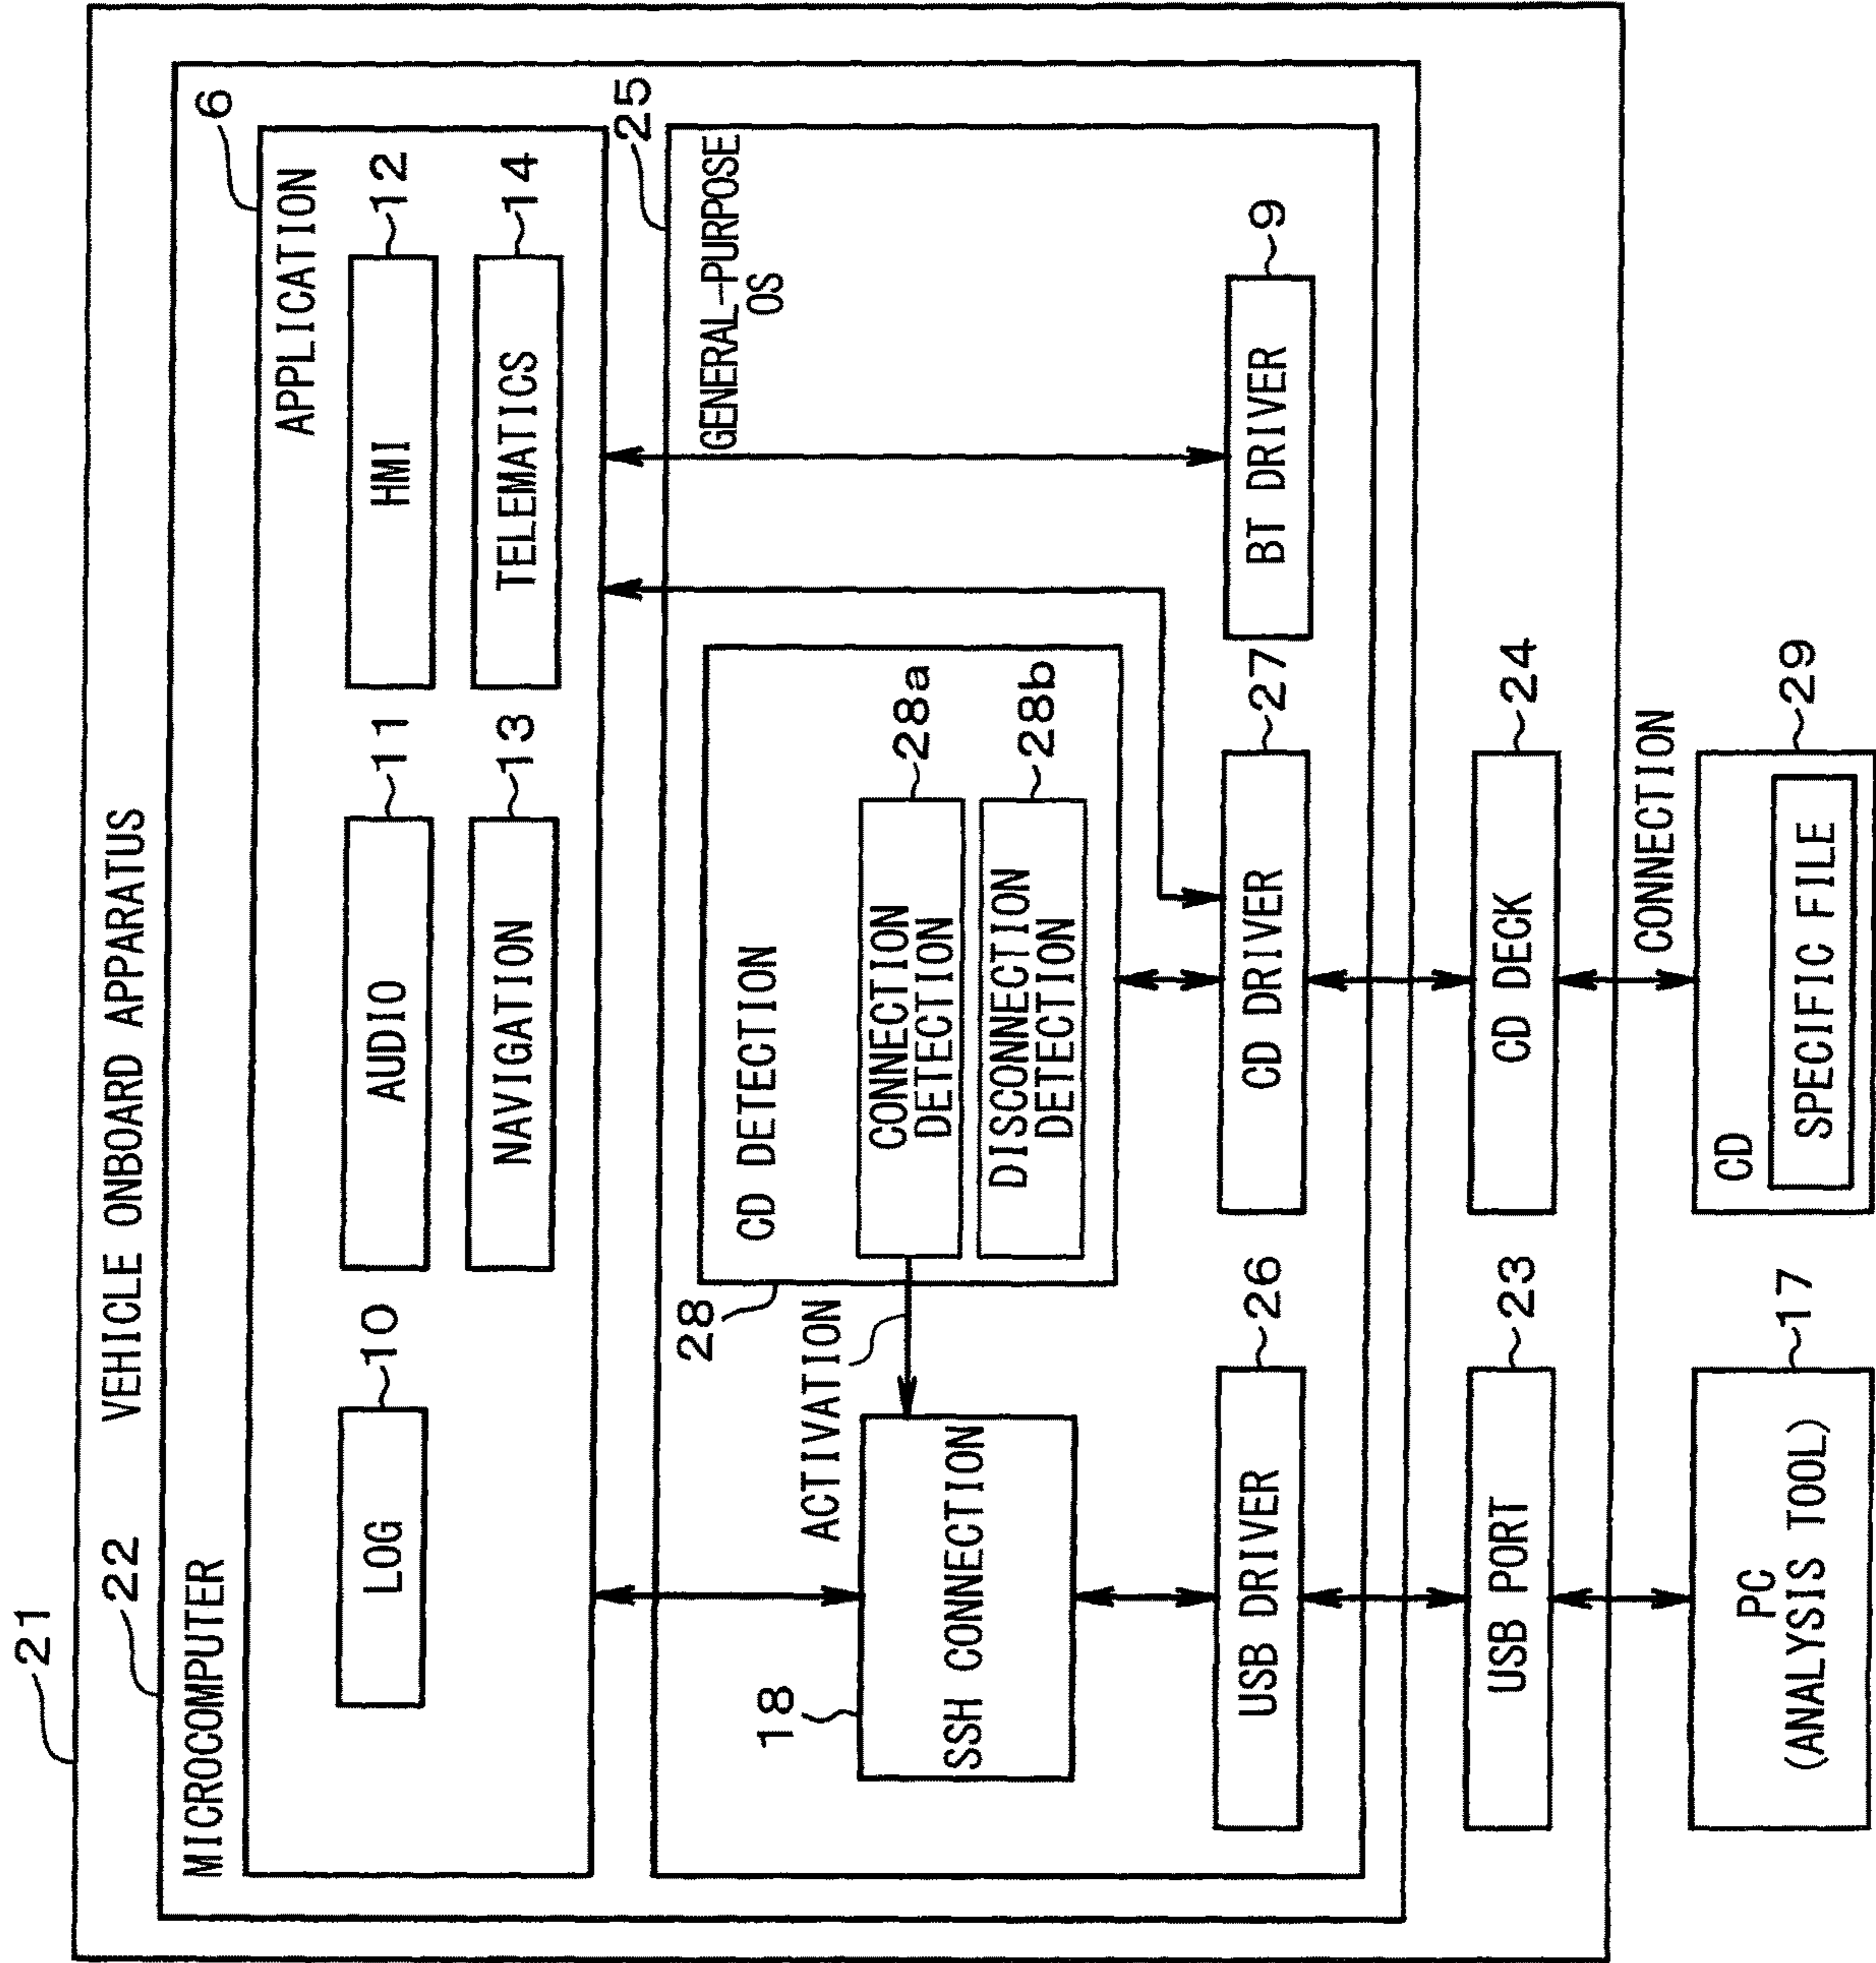 21
VEHICLE ONBOARD APPARATUS
22
MICROCOMPUTER
6
APPLICATION
10
LOG
11
AUDIO
12
HMI
13
NAVIGATION
14
TELEMATICS
25
GENERAL-PURPOSE
OS
28
CD DETECTION
ACTIVATION
28a
CONNECTION
DETECTION
28b
DISCONNECTION
DETECTION
18
SSH CONNECTION
26
USB DRIVER
27
CD DRIVER
9
BT DRIVER
23
USB PORT
24
CD DECK
CONNECTION
17
PC
(ANALYSIS TOOL)
29
CD
SPECIFIC FILE